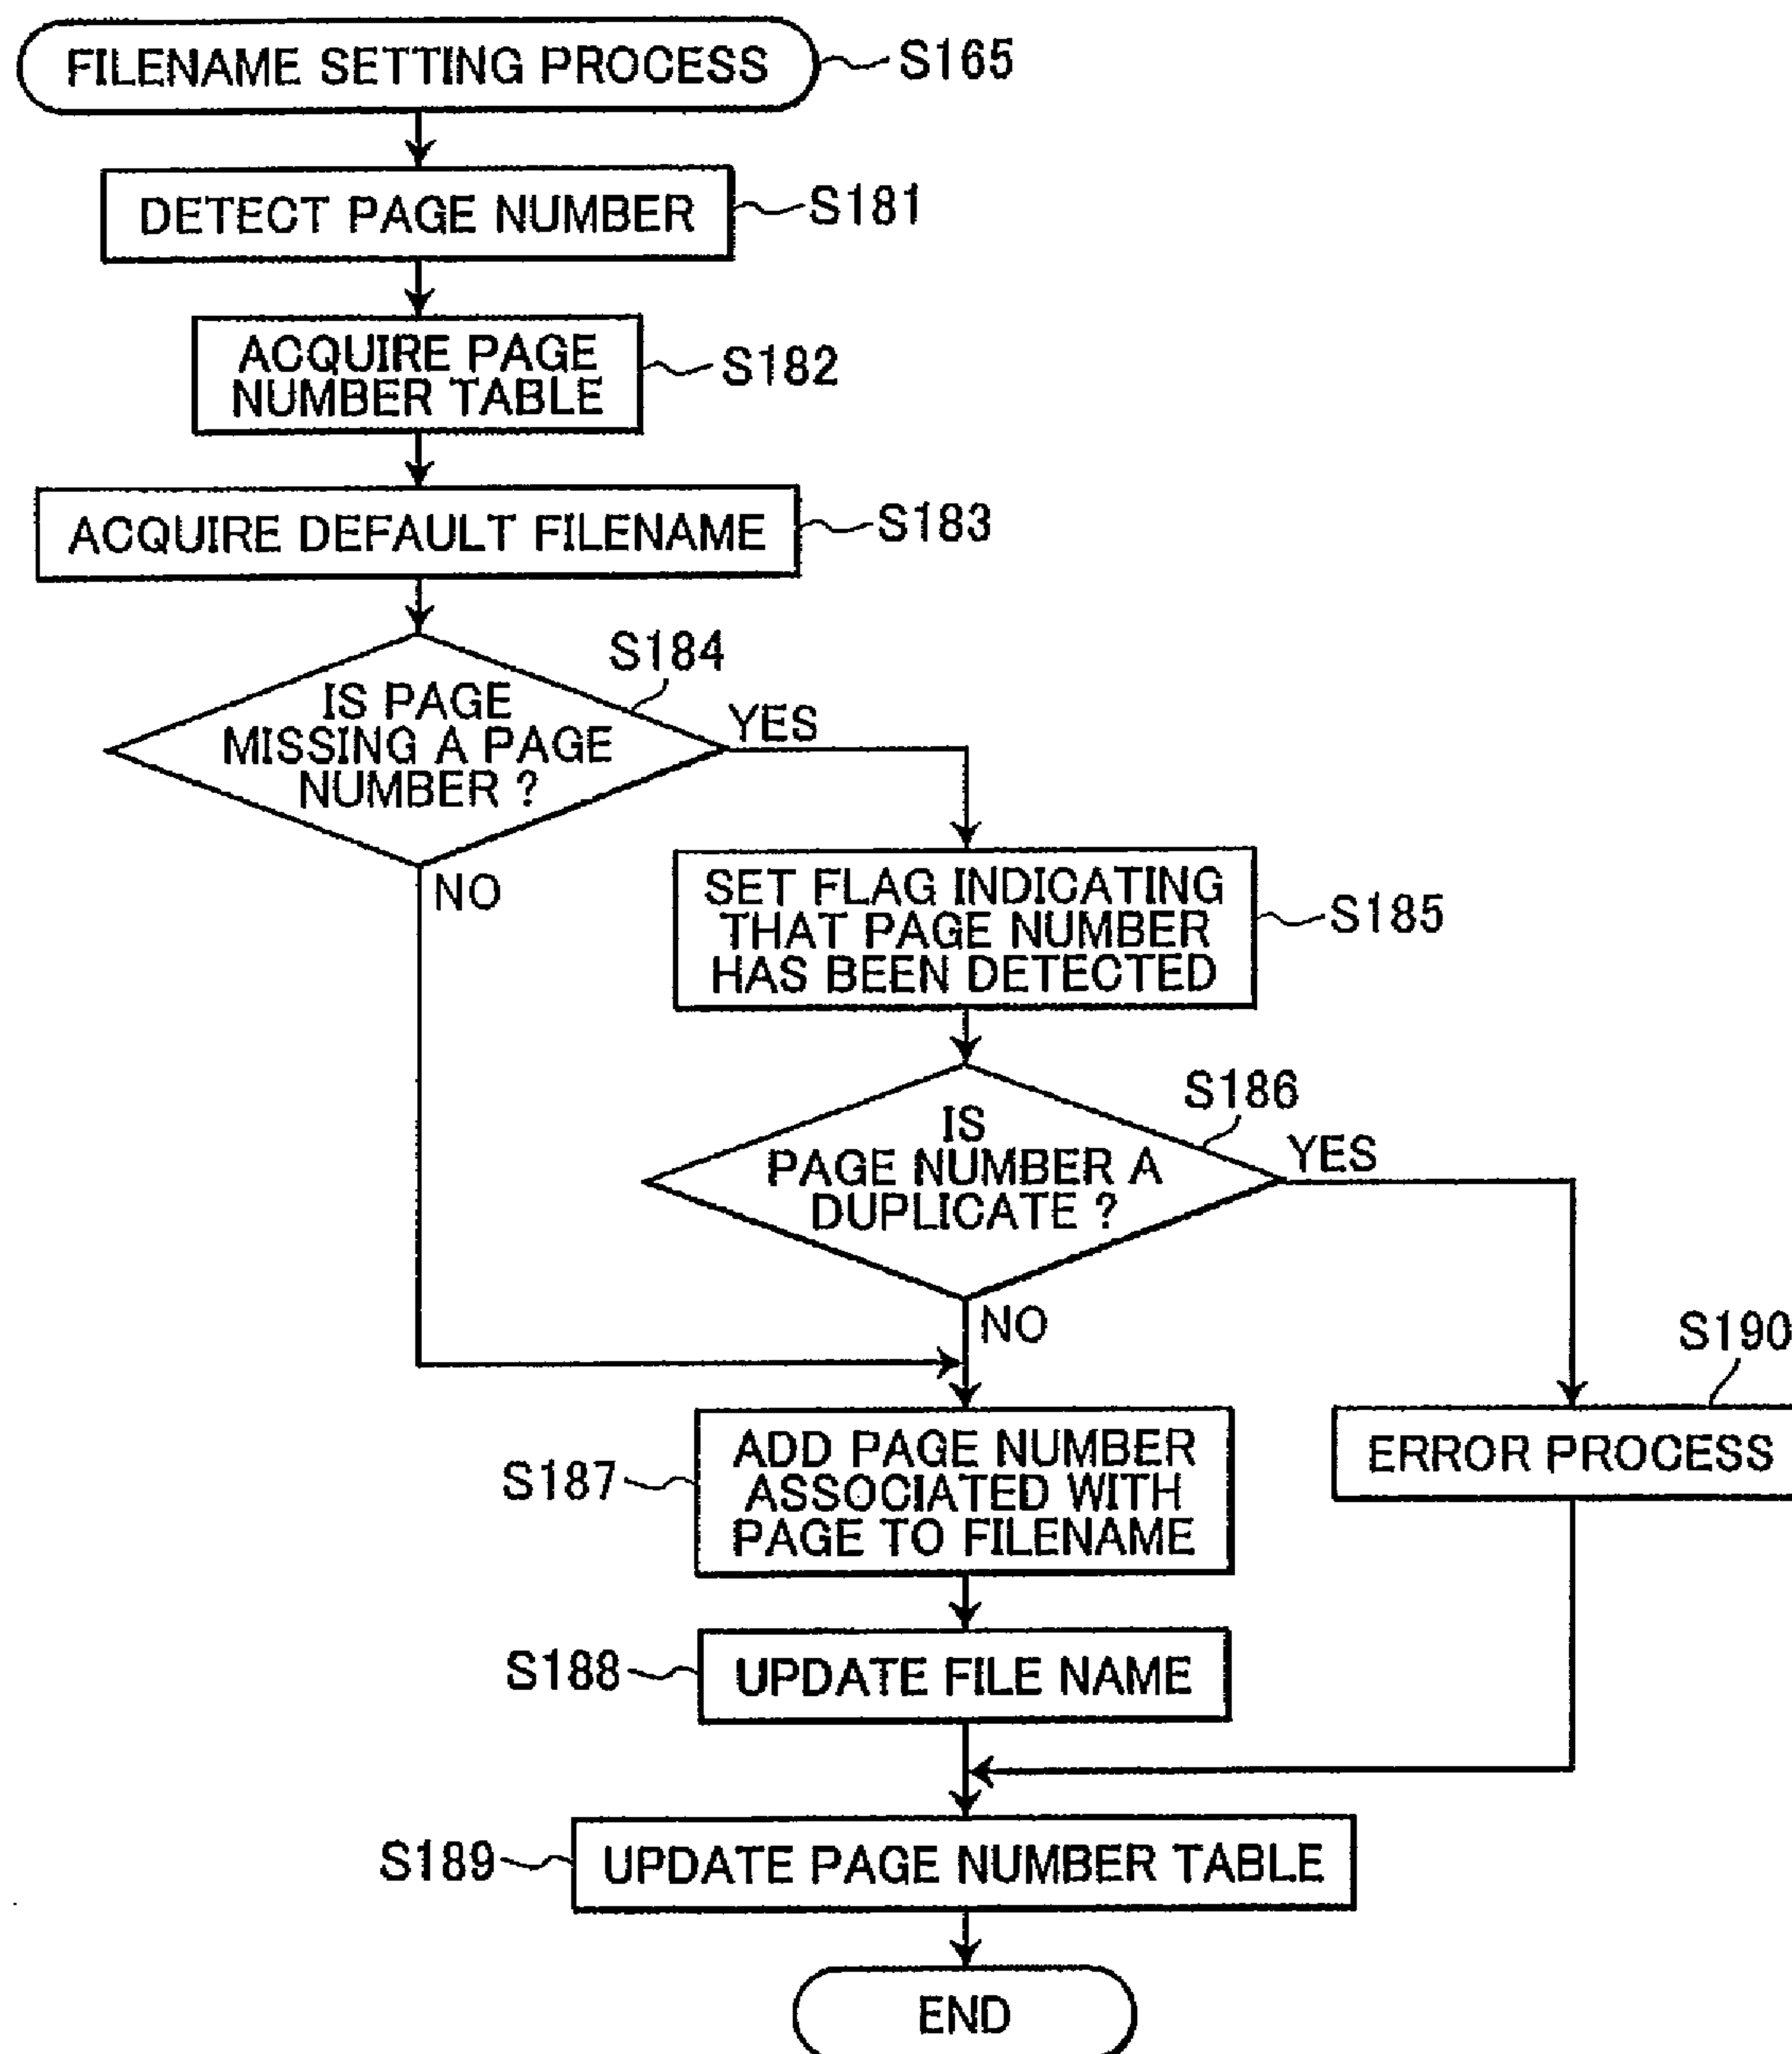 FILENAME SETTING PROCESS
S165
DETECT PAGE NUMBER
S181
ACQUIRE PAGE
NUMBER TABLE
S182
ACQUIRE DEFAULT FILENAME
S183
S184
IS PAGE
MISSING A PAGE
NUMBER ?
YES
NO
SET FLAG INDICATING
THAT PAGE NUMBER
HAS BEEN DETECTED
S185
S186
IS
PAGE NUMBER A
DUPLICATE ?
YES
NO
S190
ERROR PROCESS
ADD PAGE NUMBER
ASSOCIATED WITH
PAGE TO FILENAME
S187
S188
UPDATE FILE NAME
S189
UPDATE PAGE NUMBER TABLE
END